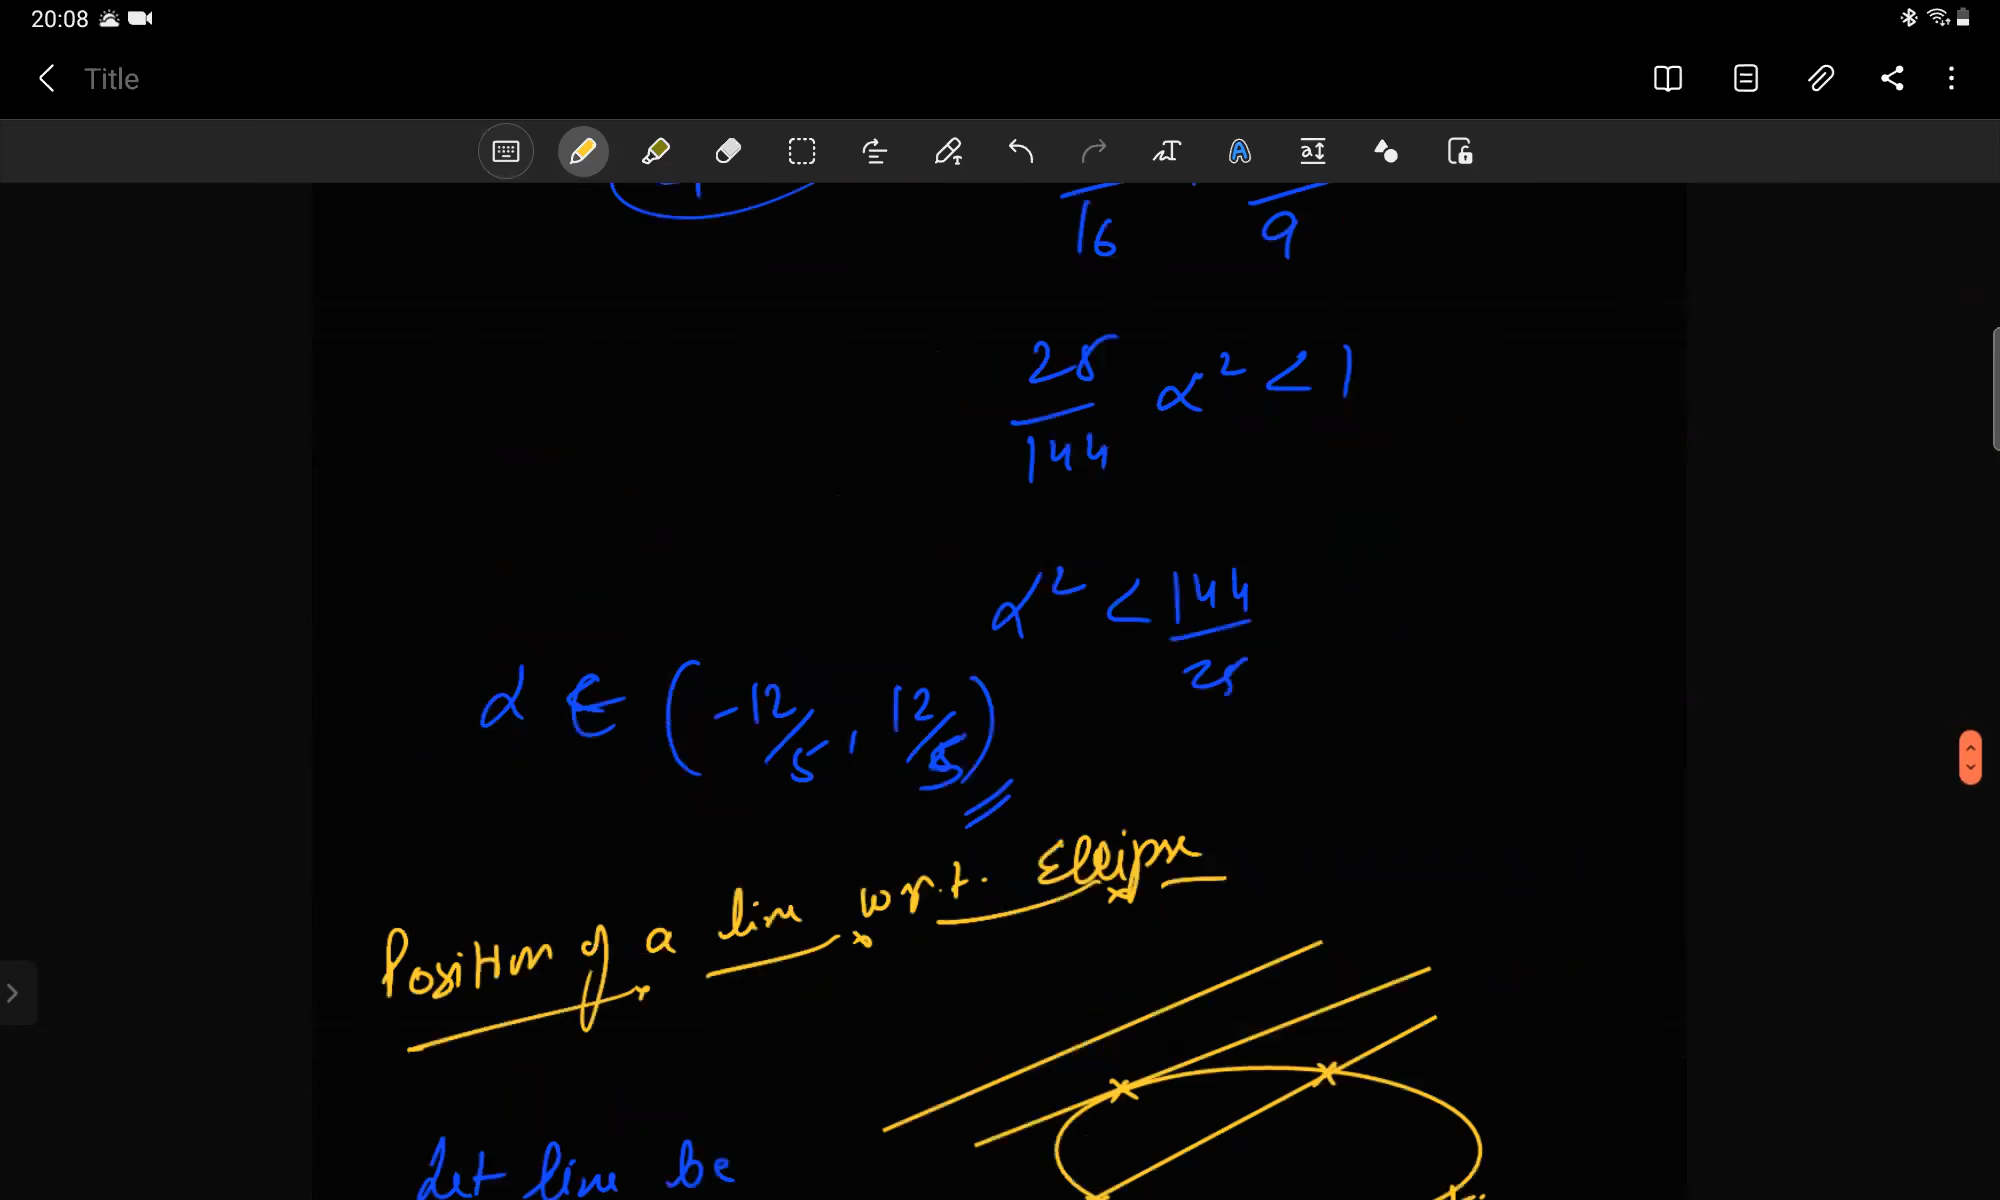 20:08
Title
16 9
25/144 α² < 1
α² < 144/25
α ∈ (-12/5, 12/5)
Position of a line w.r.t. Ellipse
Let line be